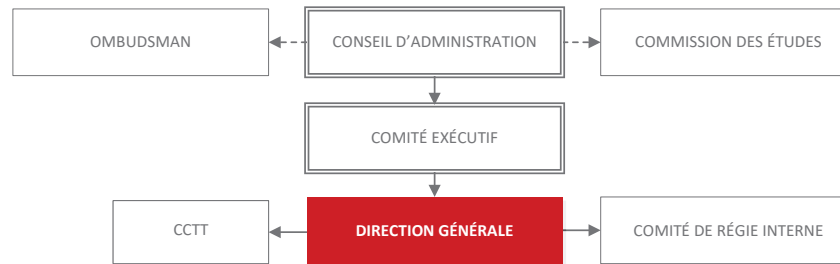 OMBUDSMAN
CONSEIL D’ADMINISTRATION
COMMISSION DES ÉTUDES
COMITÉ EXÉCUTIF
CCTT
DIRECTION GÉNÉRALE
COMITÉ DE RÉGIE INTERNE